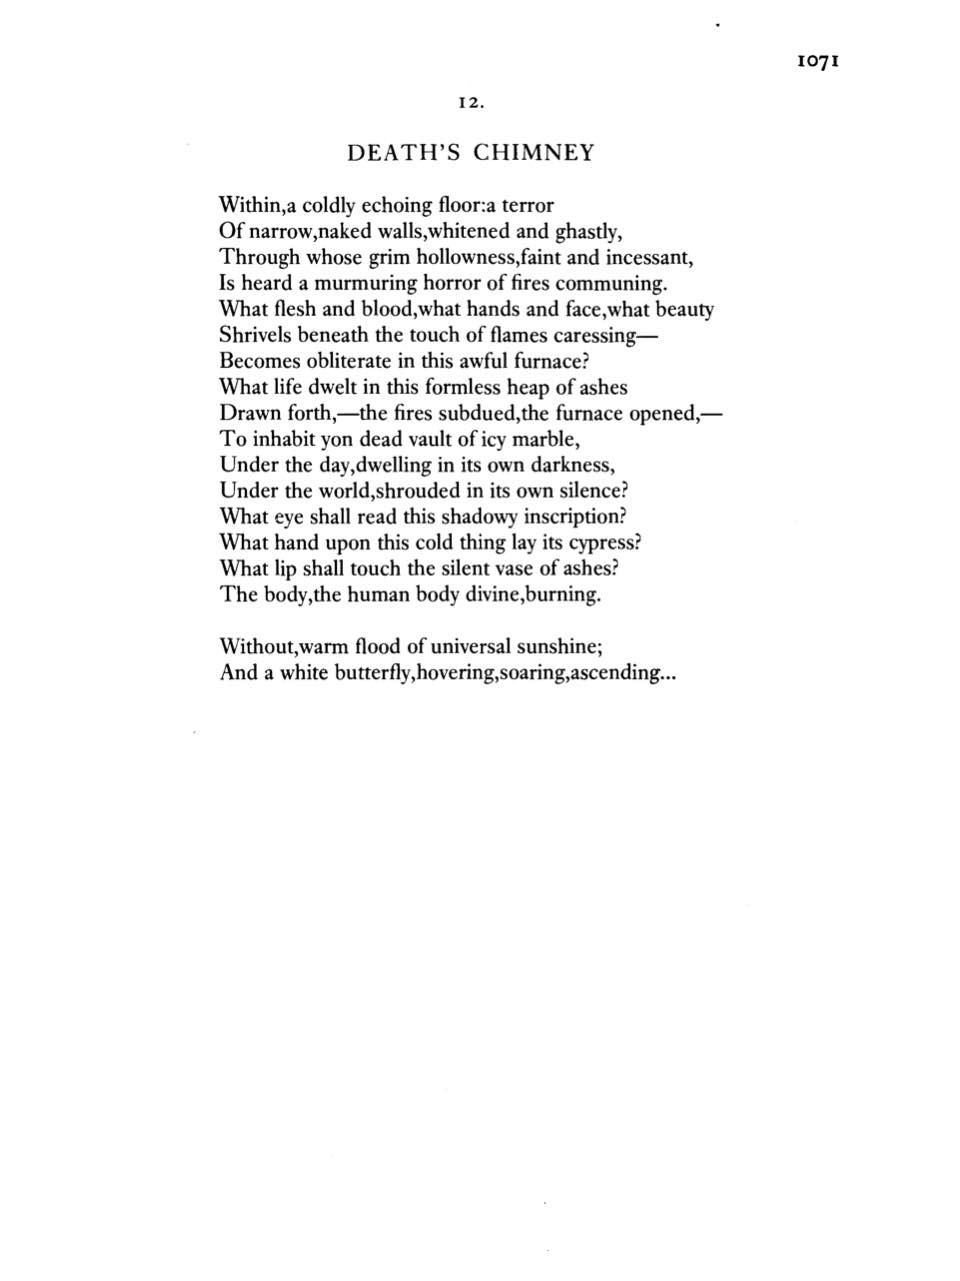 1071
12.
DEATH'S CHIMNEY
Within,a coldly echoing floor:a terror
Of narrow,naked walls,whitened and ghastly,
Through whose grim hollowness,faint and incessant,
Is heard a murmuring horror of fires communing.
What flesh and blood,what hands and face,what beauty
Shrivels beneath the touch of flames caressing—
Becomes obliterate in this awful furnace?
What life dwelt in this formless heap of ashes
Drawn forth,—the fires subdued,the furnace opened,—
To inhabit yon dead vault of icy marble,
Under the day,dwelling in its own darkness,
Under the world,shrouded in its own silence?
What eye shall read this shadowy inscription?
What hand upon this cold thing lay its cypress?
What lip shall touch the silent vase of ashes?
The body,the human body divine,burning.
Without,warm flood of universal sunshine;
And a white butterfly,hovering,soaring,ascending...